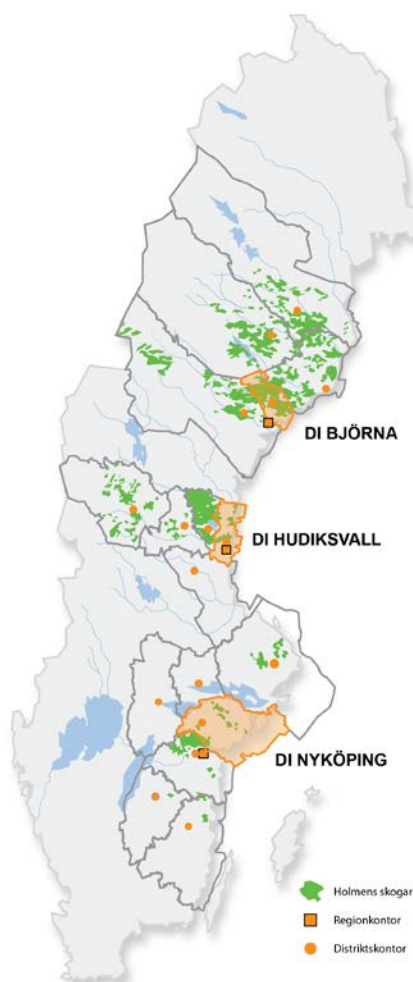 DI BJÖRNA
DI HUDIKSVALL
DI NYKÖPING
Holmens skogar
Regionkontor
Distriktskontor